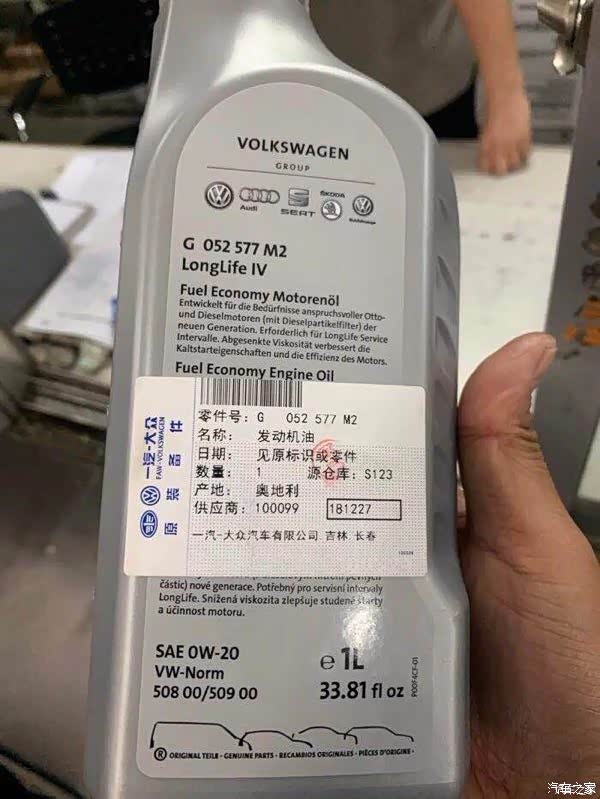 VOLKSWAGEN
GROUP
Audi
SEAT
ŠKODA
G 052 577 M2
LongLife IV
Fuel Economy Motorenöl
Entwickelt für die Bedürfnisse anspruchsvoller Otto-
und Dieselmotoren (mit Dieselpartikelfilter) der
neuen Generation. Erforderlich für LongLife Service
Intervalle. Abgesenkte Viskosität verbessert die
Kaltstarteigenschaften und die Effizienz des Motors.
Fuel Economy Engine Oil
一汽-大众
FAW-VOLKSWAGEN
原装备件
零件号: G 052 577 M2
名称: 发动机油
日期: 见原标识或零件
数量: 1 源仓库: S123
产地: 奥地利
供应商: 100099 181227
一汽-大众汽车有限公司 吉林 长春
částic) nové generace. Potřebný pro servisní intervaly
LongLife. Snížená viskozita zlepšuje studené starty
a účinnost motoru.
SAE 0W-20
VW-Norm
508 00/509 00
e 1L
33.81 fl oz
® ORIGINAL TEILE · GENUINE PARTS · RECAMBIOS ORIGINALES · PIÈCES D'ORIGINE ·
汽车之家